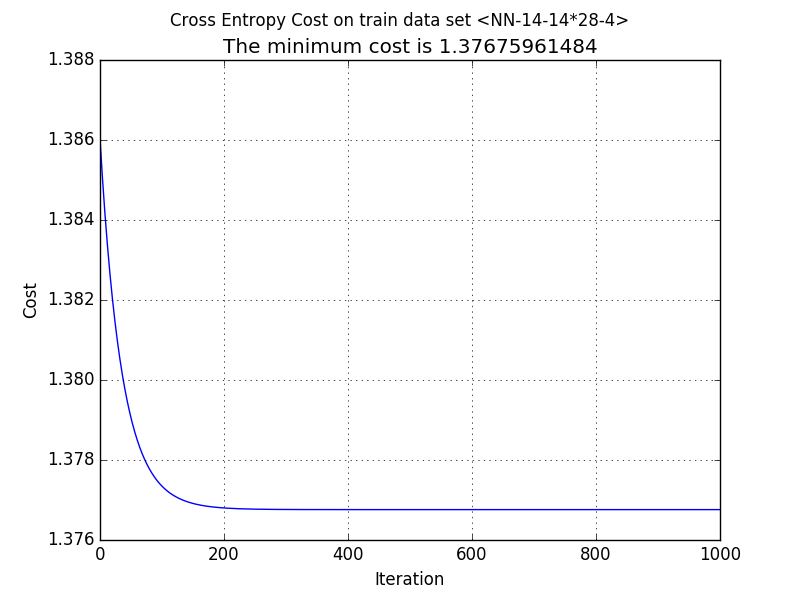 Cross Entropy Cost on train data set <NN-14-14*28-4>
The minimum cost is 1.37675961484
1.388
1.386
1.384
1.382
1.380
1.378
1.376
Cost
0 200 400 600 800 1000
Iteration